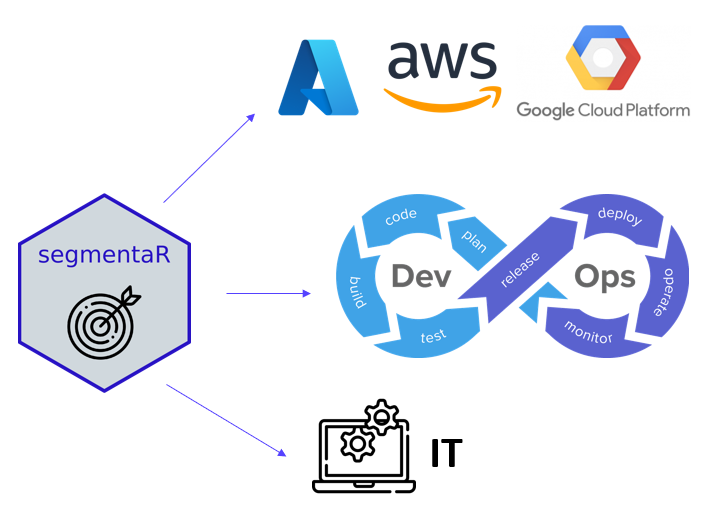 aws
Google Cloud Platform
segmentaR
code
plan
build
Dev
test
release
deploy
Ops
operate
monitor
IT